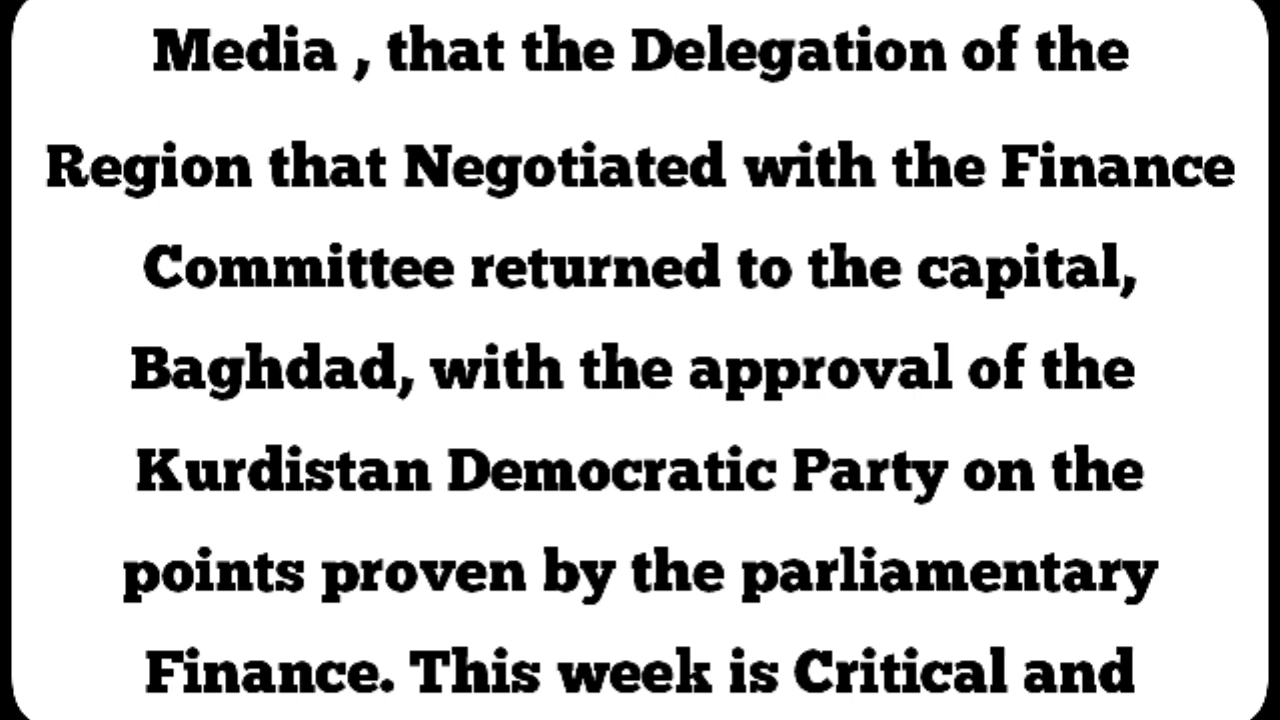 Media , that the Delegation of the
Region that Negotiated with the Finance
Committee returned to the capital,
Baghdad, with the approval of the
Kurdistan Democratic Party on the
points proven by the parliamentary
Finance. This week is Critical and